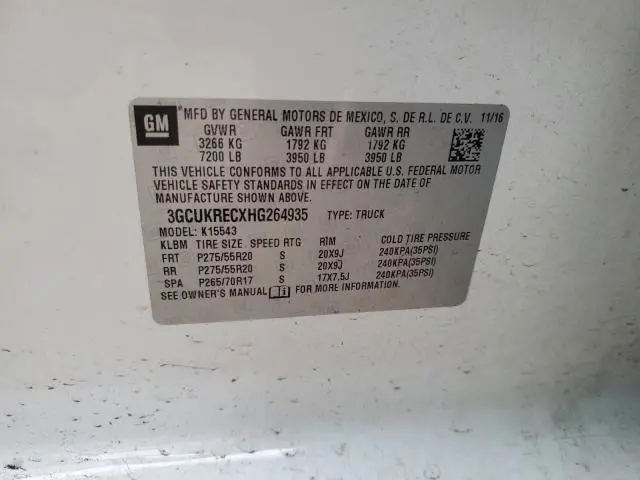 GM
*MFD BY GENERAL MOTORS DE MEXICO, S. DE R.L. DE C.V. 11/16
GVWR GAWR FRT GAWR RR
3266 KG 1792 KG 1792 KG
7200 LB 3950 LB 3950 LB
THIS VEHICLE CONFORMS TO ALL APPLICABLE U.S. FEDERAL MOTOR
VEHICLE SAFETY STANDARDS IN EFFECT ON THE DATE OF
MANUFACTURE SHOWN ABOVE.
3GCUKRECXHG264935 TYPE: TRUCK
MODEL: K15543
KLBM TIRE SIZE SPEED RTG RIM COLD TIRE PRESSURE
FRT P275/55R20 S 20X9J 240KPA(35PSI)
RR P275/55R20 S 20X9J 240KPA(35PSI)
SPA P265/70R17 S 17X7.5J 240KPA(35PSI)
SEE OWNER'S MANUAL FOR MORE INFORMATION.